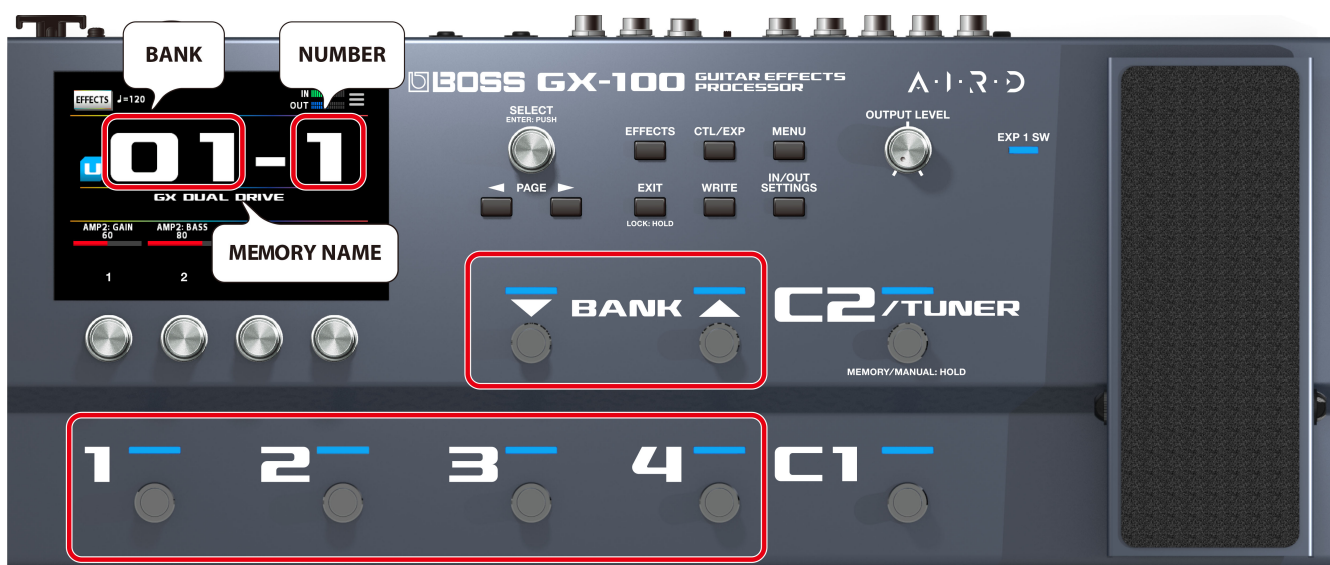 BANK
NUMBER
EFFECTS ♩=120
IN
OUT
U
01-1
GX DUAL DRIVE
AMP2: GAIN
60
AMP2: BASS
80
MEMORY NAME
1
2
BOSS GX-100 GUITAR EFFECTS
PROCESSOR
A·I·R·D
SELECT
ENTER: PUSH
EFFECTS
CTL/EXP
MENU
OUTPUT LEVEL
EXP 1 SW
◄ PAGE ►
EXIT
LOCK: HOLD
WRITE
IN/OUT
SETTINGS
▼ BANK ▲
C2/TUNER
MEMORY/MANUAL: HOLD
1
2
3
4
C1